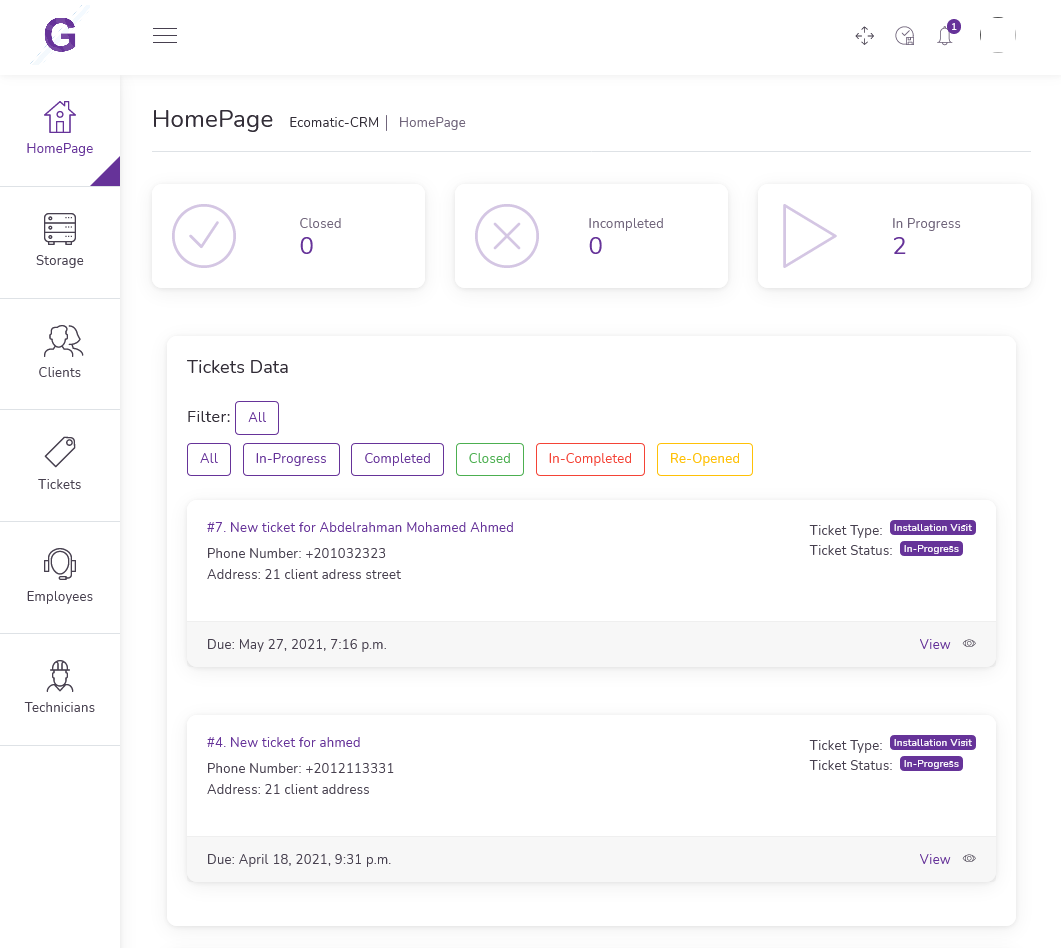 G
1
HomePage
Storage
Clients
Tickets
Employees
Technicians
HomePage Ecomatic-CRM | HomePage
Closed
0
Incompleted
0
In Progress
2
Tickets Data
Filter: All
All In-Progress Completed Closed In-Completed Re-Opened
#7. New ticket for Abdelrahman Mohamed Ahmed
Phone Number: +201032323
Address: 21 client adress street
Ticket Type: Installation Visit
Ticket Status: In-Progress
Due: May 27, 2021, 7:16 p.m.
View
#4. New ticket for ahmed
Phone Number: +2012113331
Address: 21 client address
Ticket Type: Installation Visit
Ticket Status: In-Progress
Due: April 18, 2021, 9:31 p.m.
View